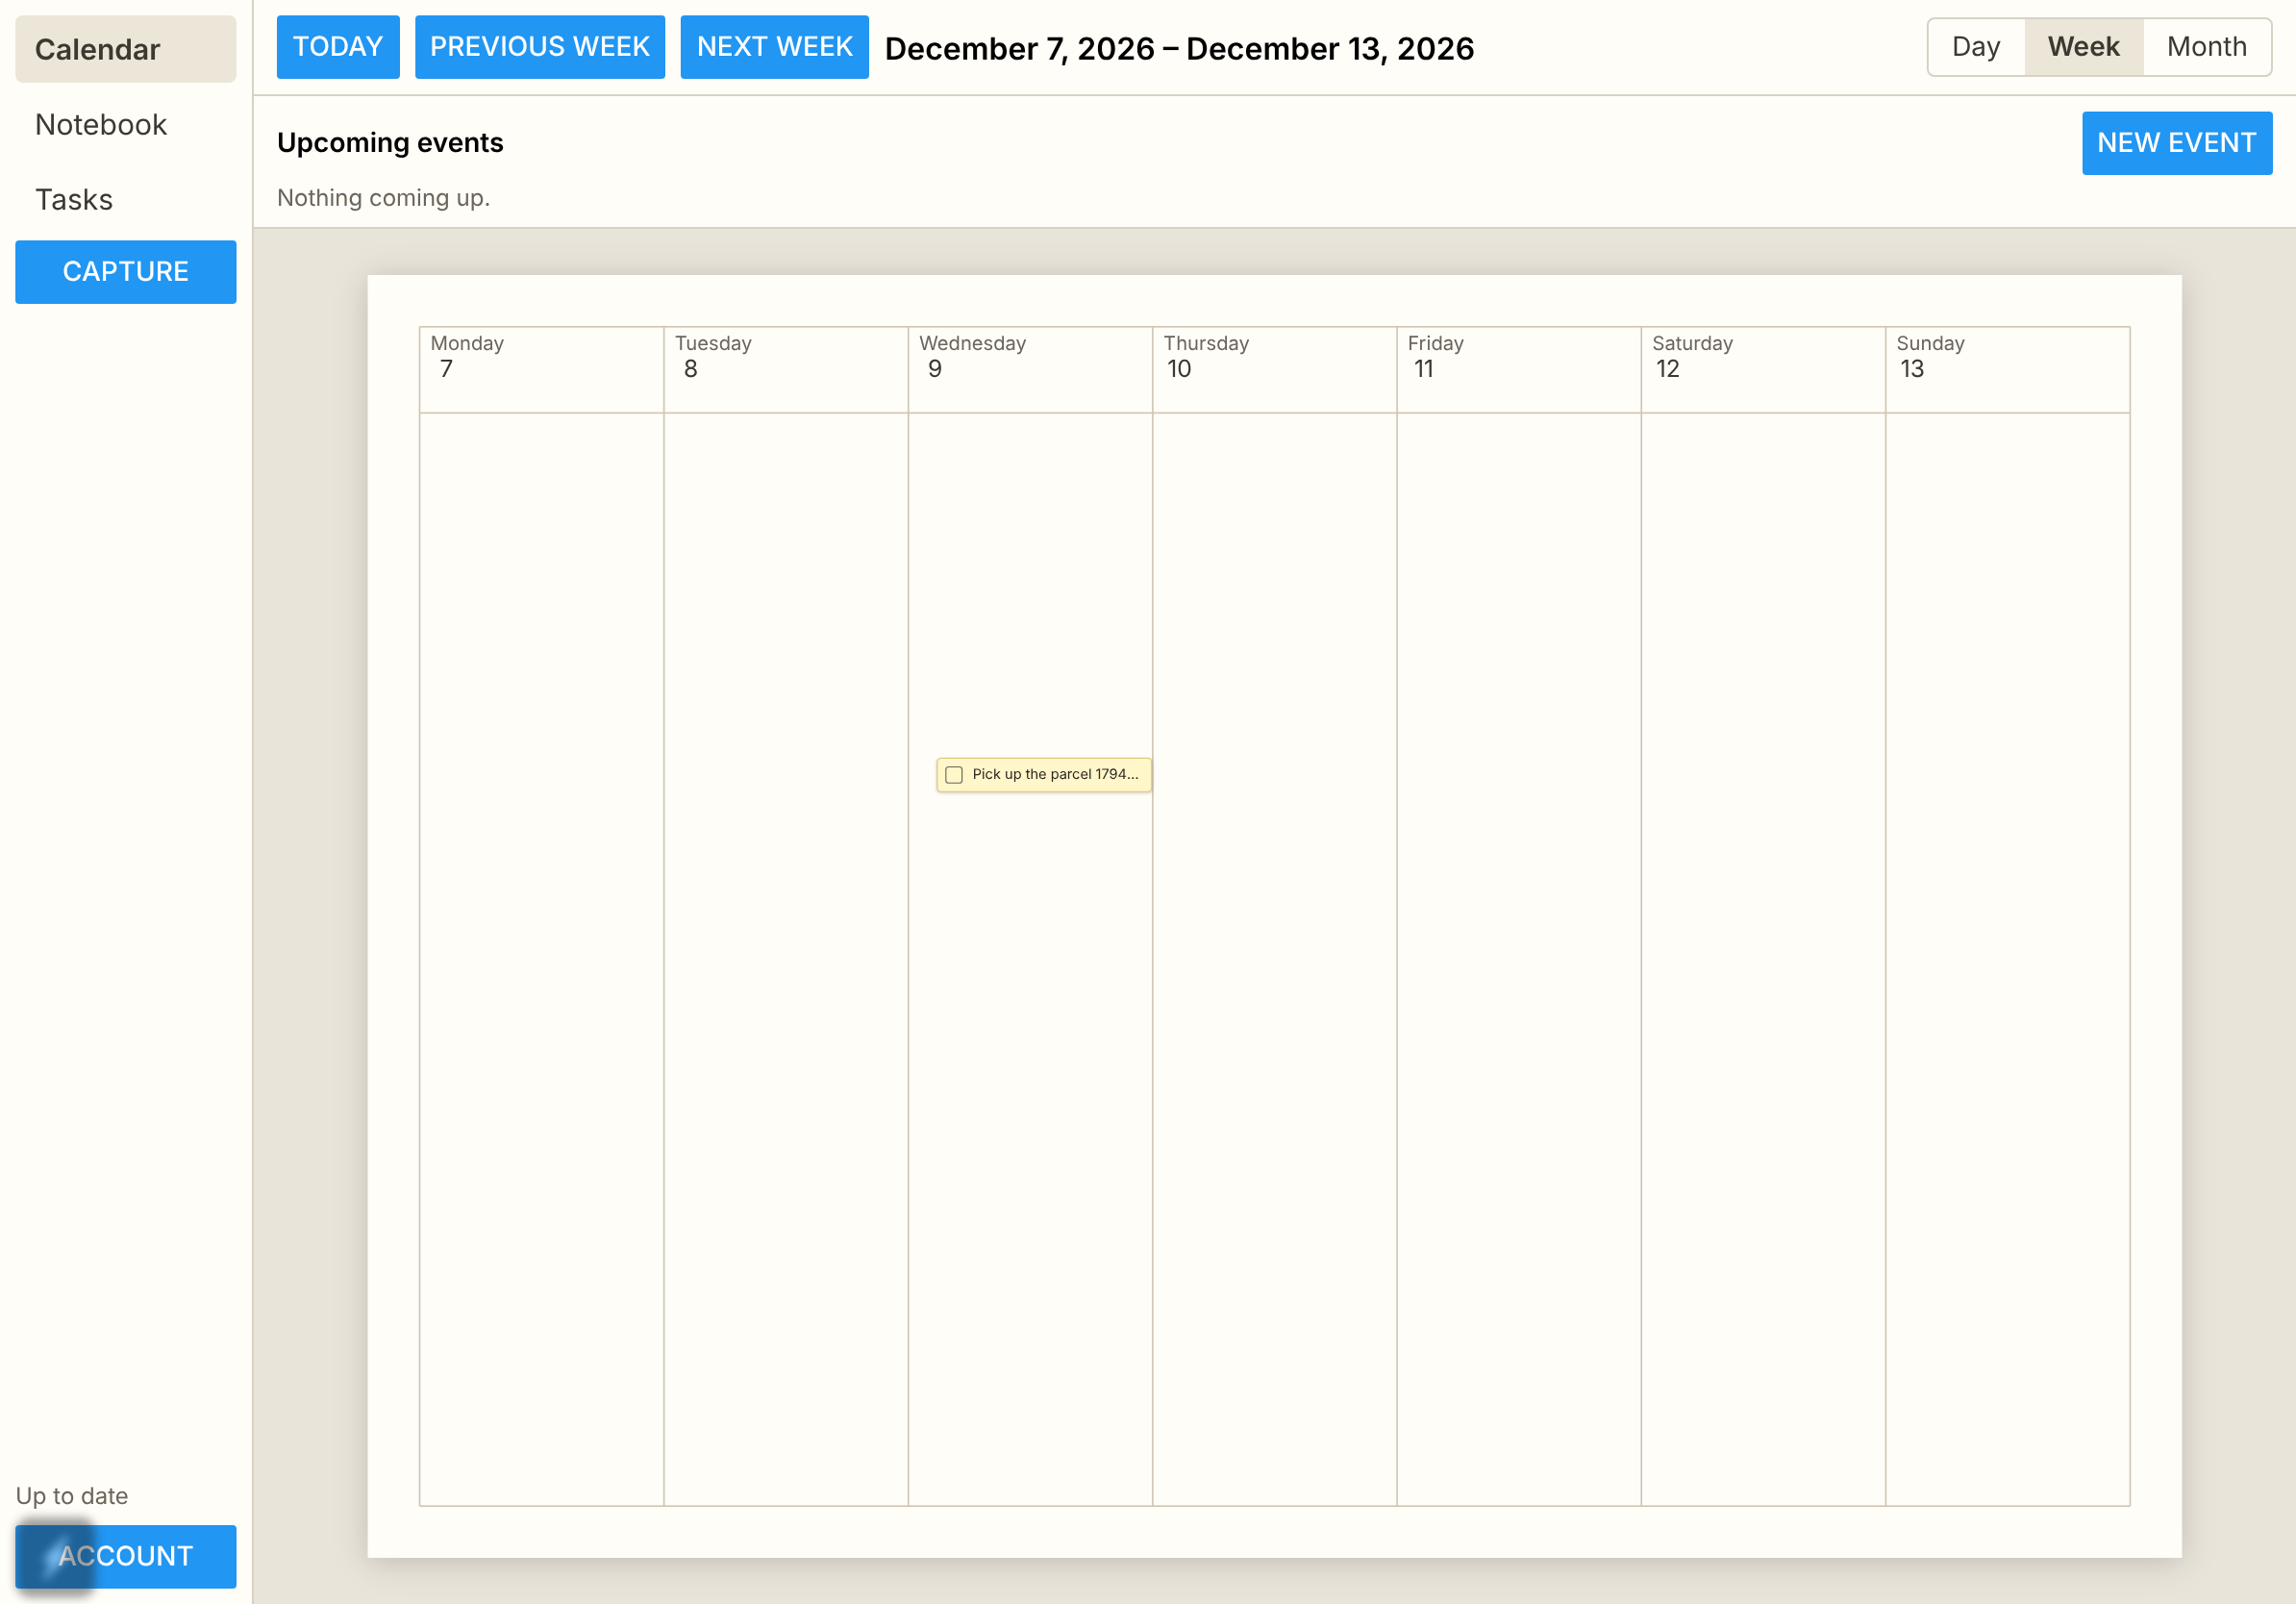 Calendar
Notebook
Tasks
CAPTURE
Up to date
ACCOUNT
TODAY
PREVIOUS WEEK
NEXT WEEK
December 7, 2026 – December 13, 2026
Day
Week
Month
Upcoming events
NEW EVENT
Nothing coming up.
Monday
7
Tuesday
8
Wednesday
9
Thursday
10
Friday
11
Saturday
12
Sunday
13
Pick up the parcel 1794...